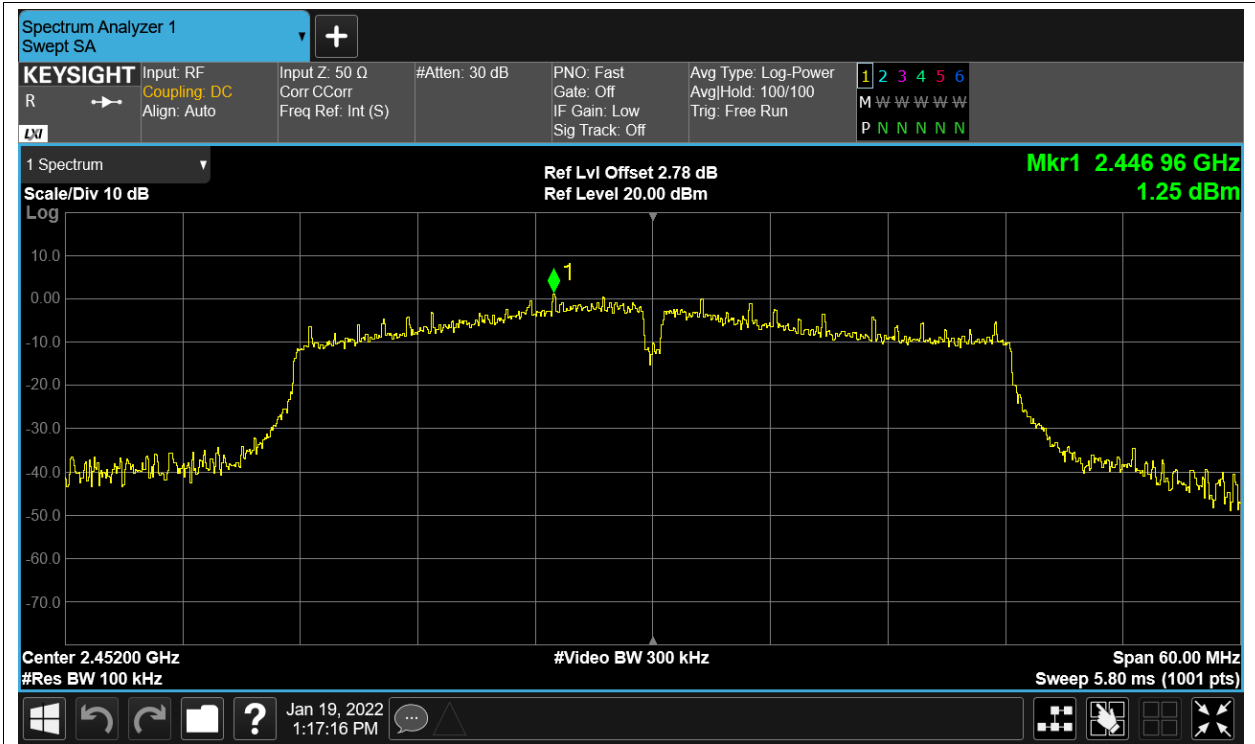 Spectrum Analyzer 1
Swept SA
KEYSIGHT
R
LXI
Input: RF
Coupling: DC
Align: Auto
Input Z: 50 Ω
Corr CCorr
Freq Ref: Int (S)
#Atten: 30 dB
PNO: Fast
Gate: Off
IF Gain: Low
Sig Track: Off
Avg Type: Log-Power
Avg|Hold: 100/100
Trig: Free Run
1 2 3 4 5 6
M W W W W W
P N N N N N
1 Spectrum
Scale/Div 10 dB
Log
Ref Lvl Offset 2.78 dB
Ref Level 20.00 dBm
Mkr1 2.446 96 GHz
1.25 dBm
10.0
0.00
-10.0
-20.0
-30.0
-40.0
-50.0
-60.0
-70.0
1
Center 2.45200 GHz
#Res BW 100 kHz
#Video BW 300 kHz
Span 60.00 MHz
Sweep 5.80 ms (1001 pts)
?
Jan 19, 2022
1:17:16 PM